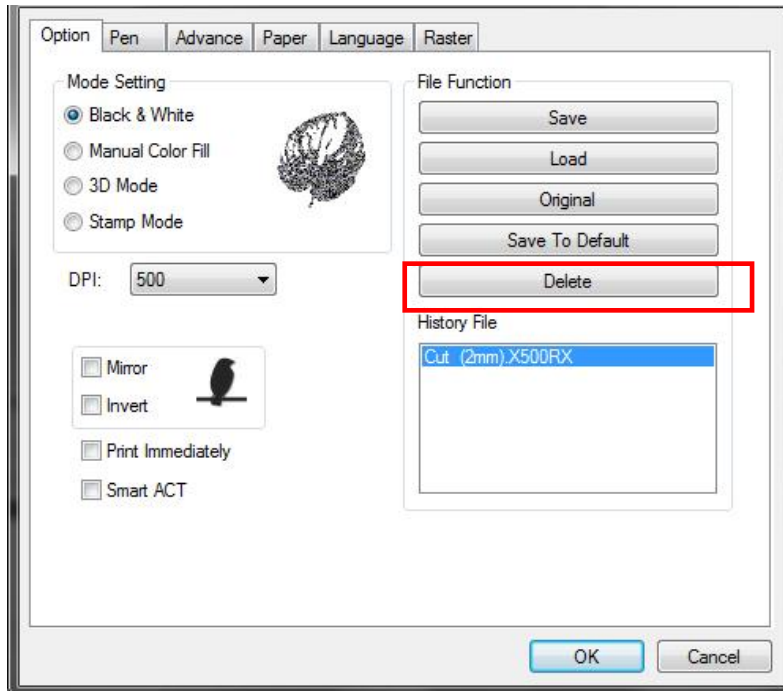 Option Pen Advance Paper Language Raster
Mode Setting
Black & White
Manual Color Fill
3D Mode
Stamp Mode
DPI: 500
Mirror
Invert
Print Immediately
Smart ACT
File Function
Save
Load
Original
Save To Default
Delete
History File
Cut (2mm).X500RX
OK Cancel